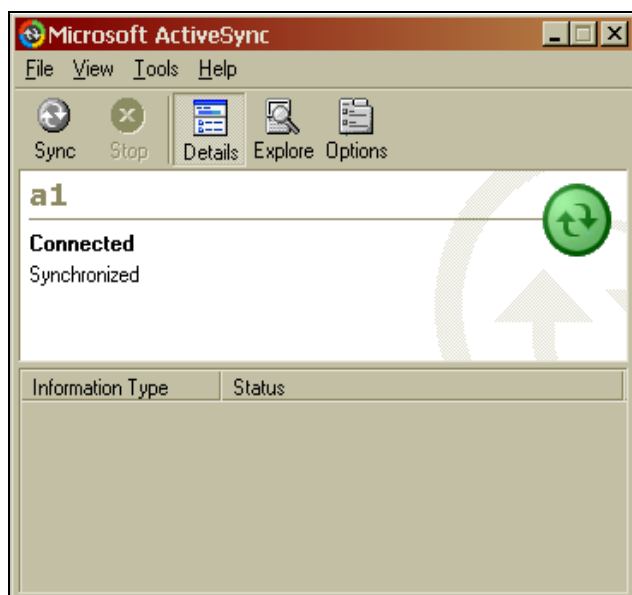 Microsoft ActiveSync
File View Tools Help
Sync Stop Details Explore Options
a1
Connected
Synchronized
Information Type Status